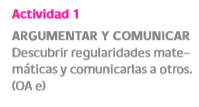 Actividad 1
ARGUMENTAR Y COMUNICAR
Descubrir regularidades mate-
máticas y comunicarlas a otros.
(OA e)